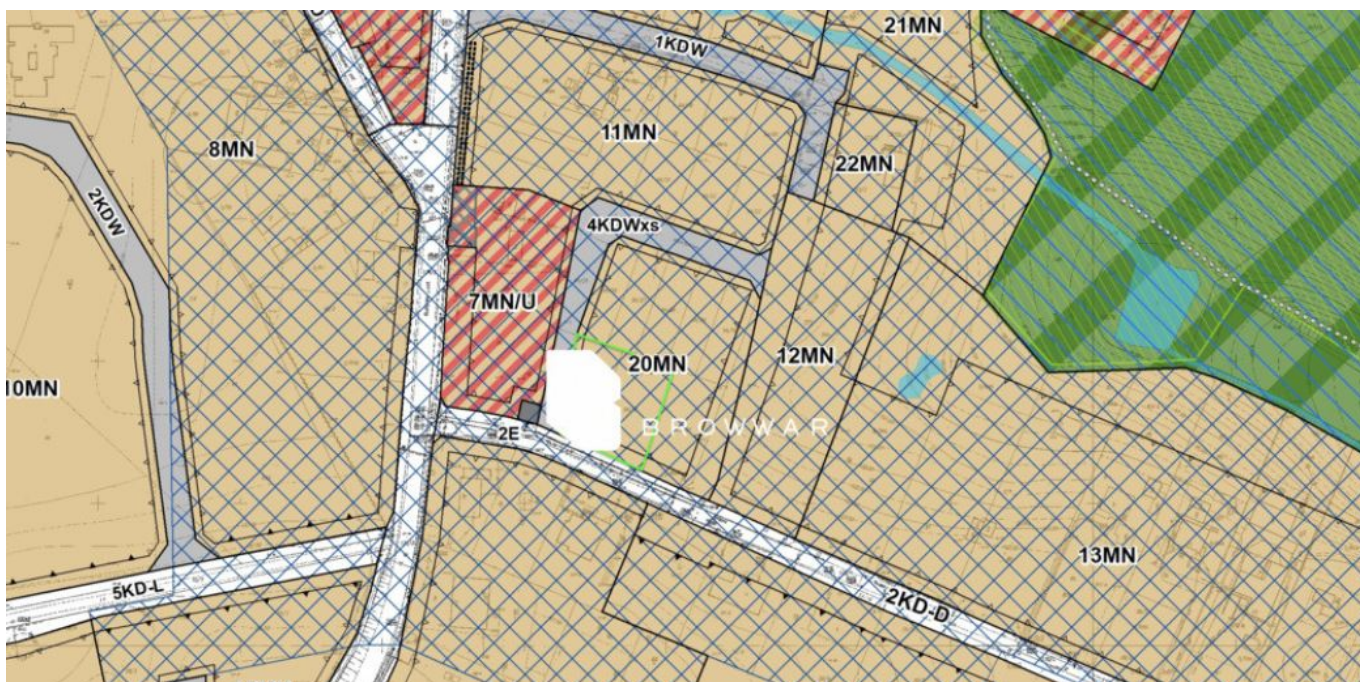 21MN
1KDW
11MN
8MN
22MN
2KDW
4KDWxs
7MN/U
20MN
12MN
10MN
BROWWAR
2E
13MN
5KD-L
2KD-D